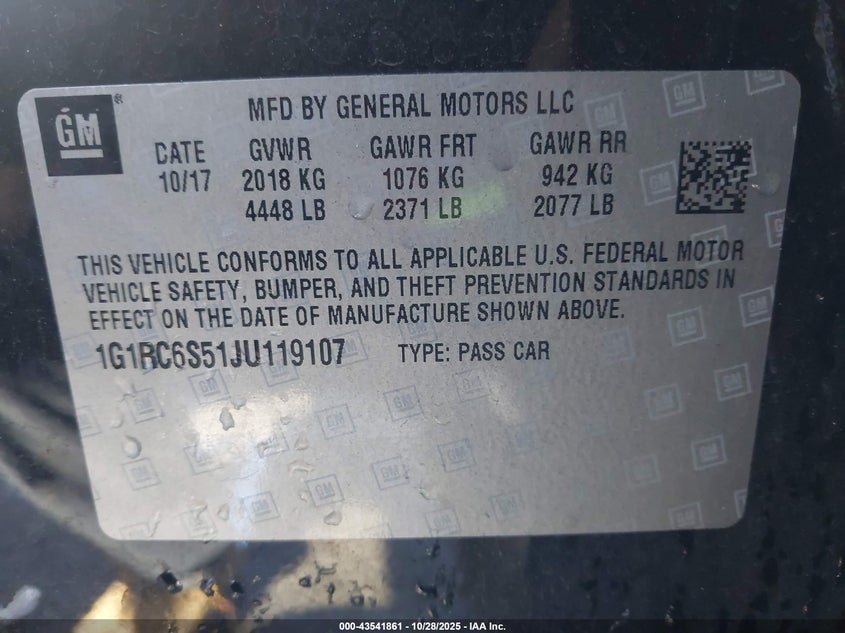 GM
MFD BY GENERAL MOTORS LLC
DATE GVWR GAWR FRT GAWR RR
10/17 2018 KG 1076 KG 942 KG
4448 LB 2371 LB 2077 LB
THIS VEHICLE CONFORMS TO ALL APPLICABLE U.S. FEDERAL MOTOR
VEHICLE SAFETY, BUMPER, AND THEFT PREVENTION STANDARDS IN
EFFECT ON THE DATE OF MANUFACTURE SHOWN ABOVE.
1G1RC6S51JU119107 TYPE: PASS CAR
000-43541861 - 10/28/2025 - IAA Inc.